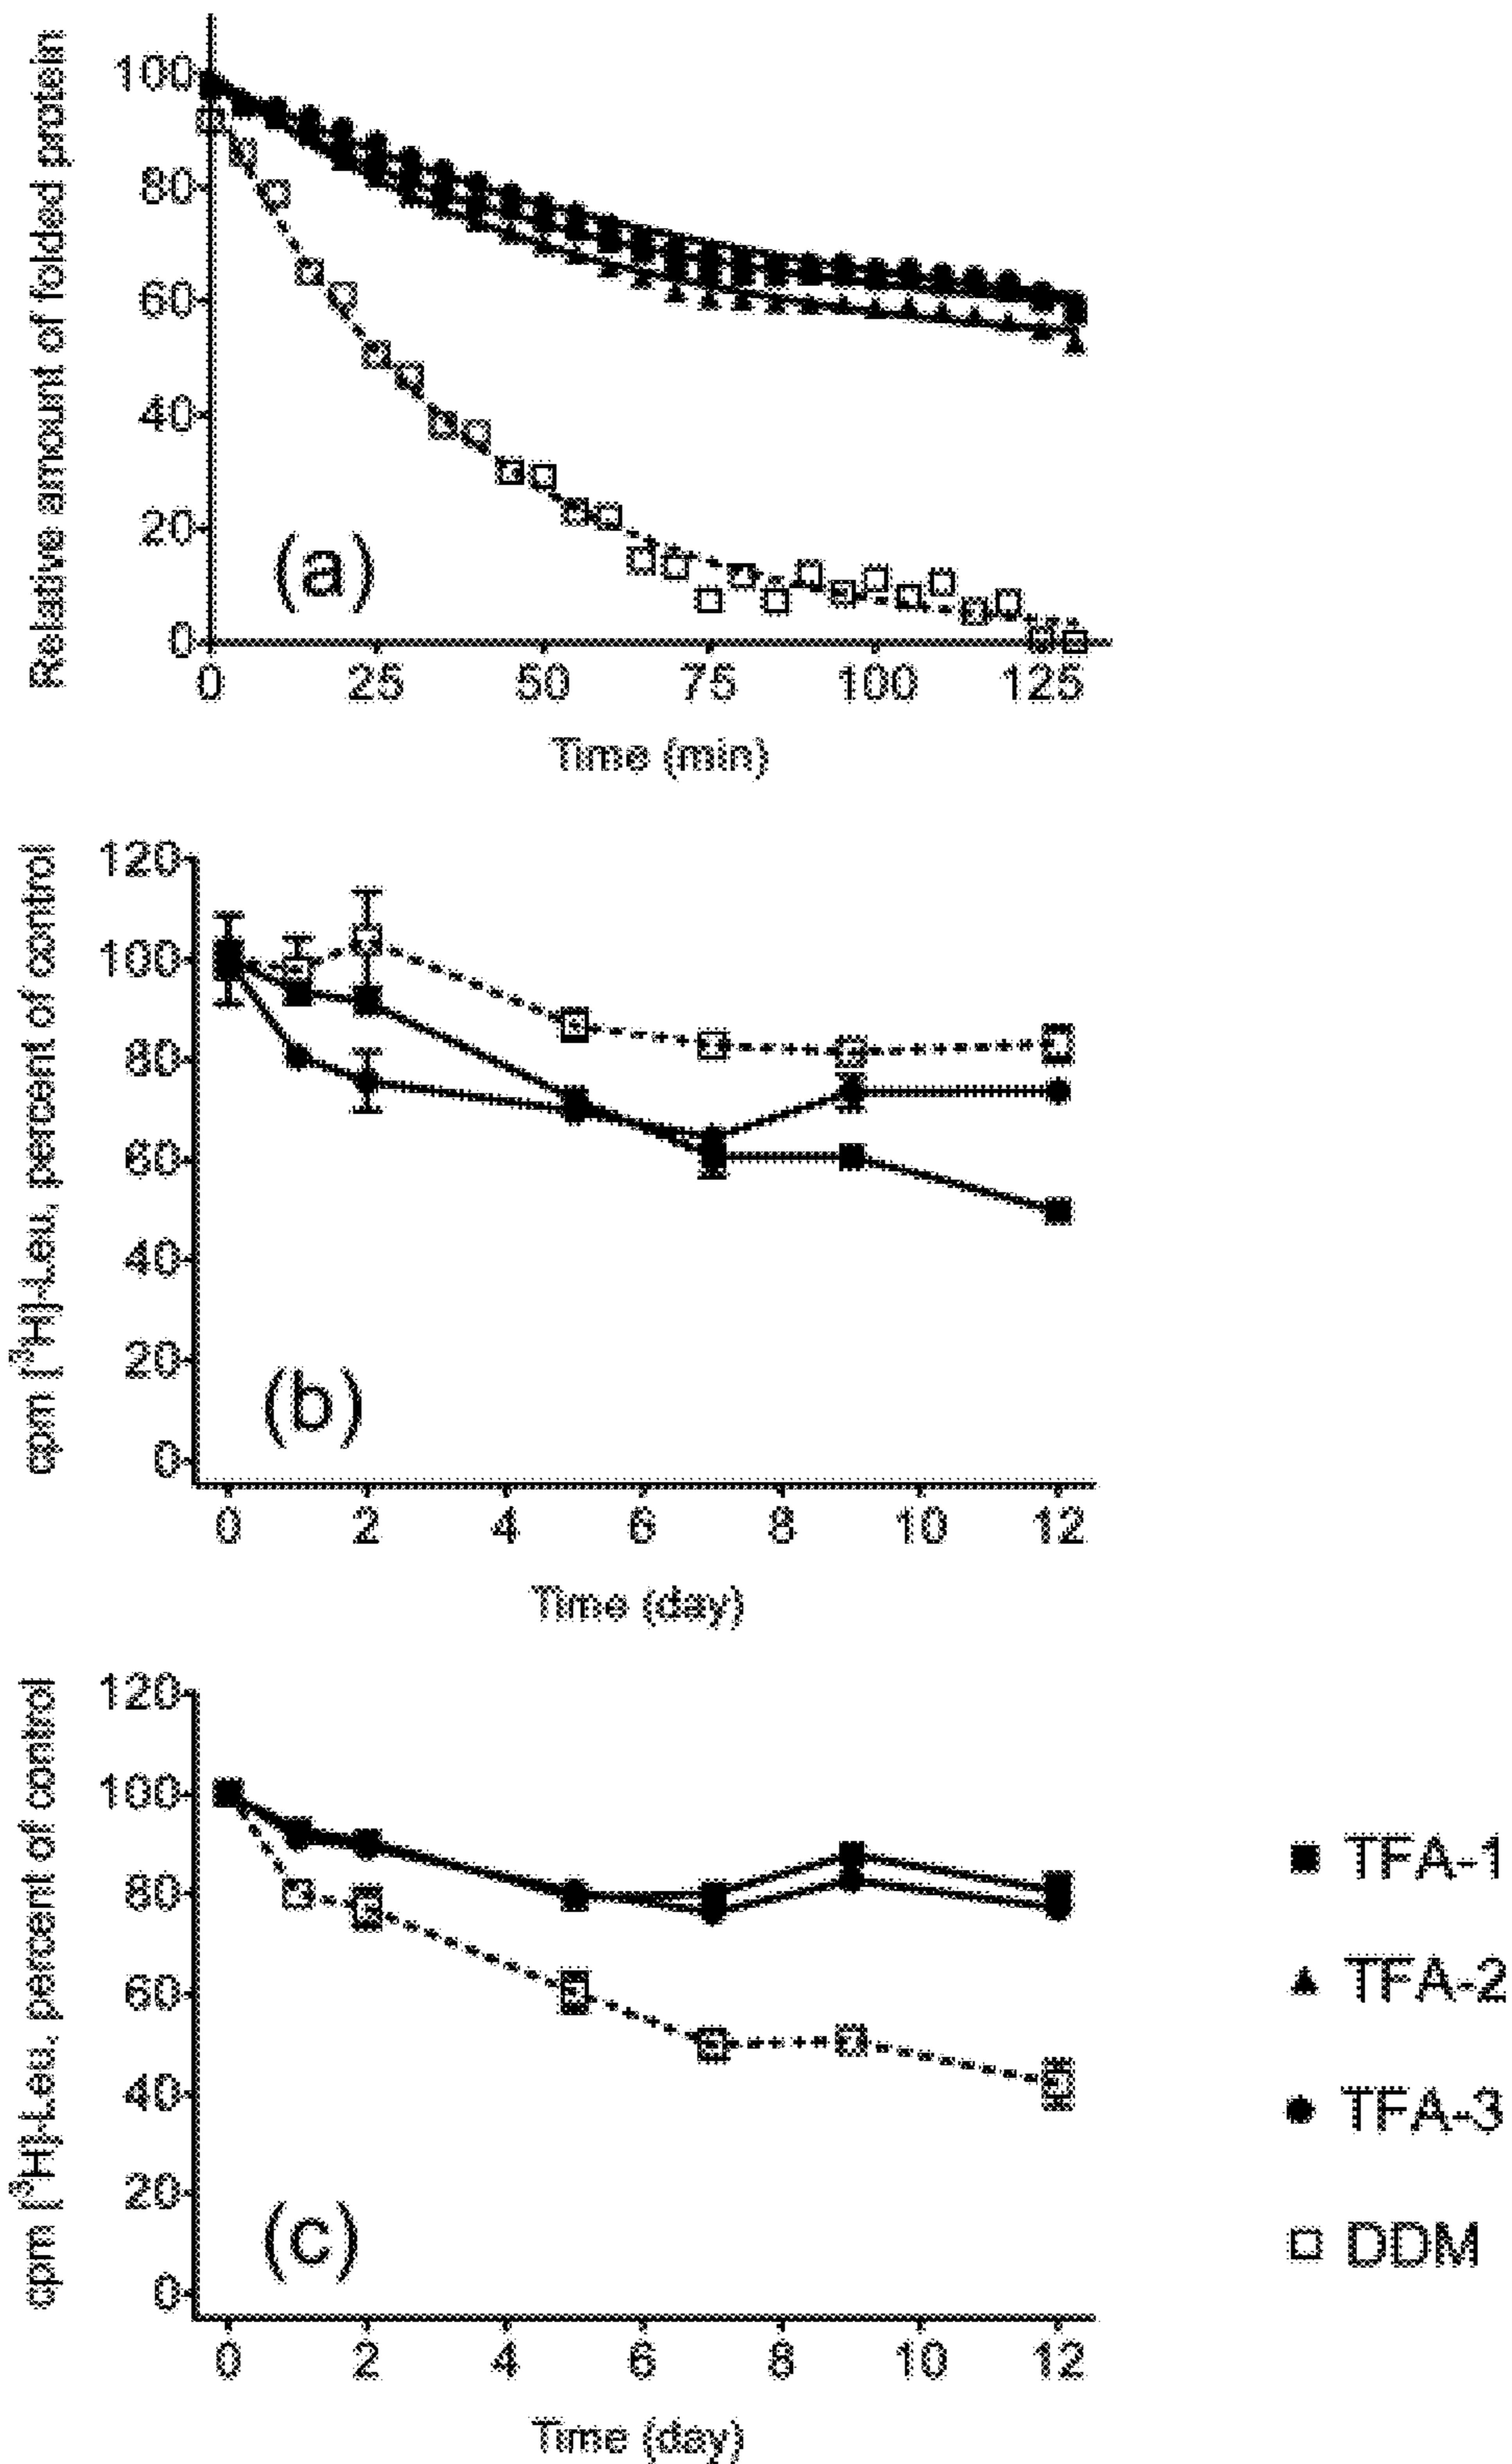 Relative amount of folded protein
100
80
60
40
20
0
(a)
0 25 50 75 100 125
Time (min)
cpm [³H]-Leu, percent of control
120
100
80
60
40
20
0
(b)
0 2 4 6 8 10 12
Time (day)
cpm [³H]-Leu, percent of control
120
100
80
60
40
20
0
(c)
0 2 4 6 8 10 12
Time (day)
TFA-1
TFA-2
TFA-3
DDM